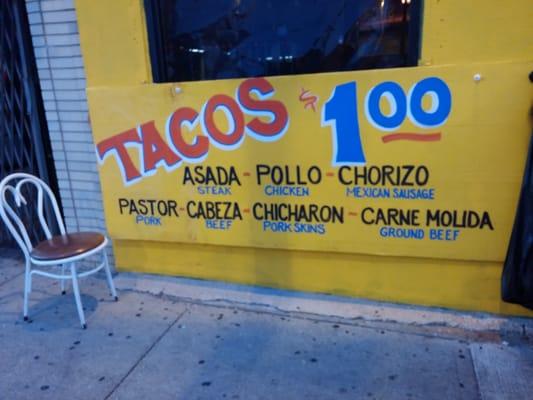 TACOS $1.00
ASADA - POLLO - CHORIZO
STEAK CHICKEN MEXICAN SAUSAGE
PASTOR - CABEZA - CHICHARON - CARNE MOLIDA
PORK BEEF PORK SKINS GROUND BEEF